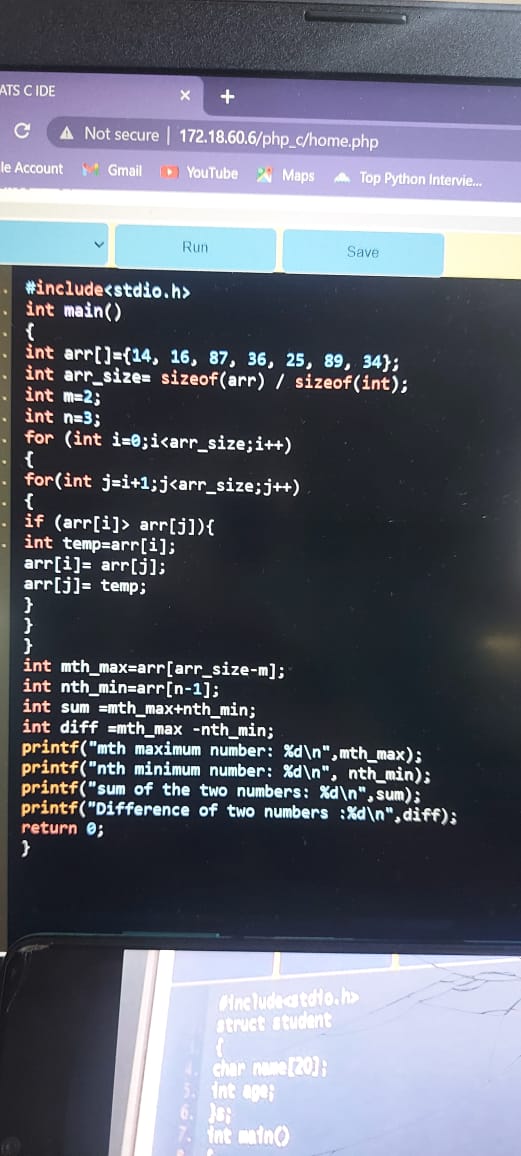 ATS C IDE
Not secure | 172.18.60.6/php_c/home.php
le Account Gmail YouTube Maps Top Python Intervie...
Run Save
#include<stdio.h>
int main()
{
int arr[]={14, 16, 87, 36, 25, 89, 34};
int arr_size= sizeof(arr) / sizeof(int);
int m=2;
int n=3;
for (int i=0;i<arr_size;i++)
{
for(int j=i+1;j<arr_size;j++)
{
if (arr[i]> arr[j]){
int temp=arr[i];
arr[i]= arr[j];
arr[j]= temp;
}
}
}
int mth_max=arr[arr_size-m];
int nth_min=arr[n-1];
int sum =mth_max+nth_min;
int diff =mth_max -nth_min;
printf("mth maximum number: %d\n",mth_max);
printf("nth minimum number: %d\n", nth_min);
printf("sum of the two numbers: %d\n",sum);
printf("Difference of two numbers :%d\n",diff);
return 0;
}
#include<stdio.h>
struct student
{
4. char name[20];
5. int age;
6. }s;
7. int main()